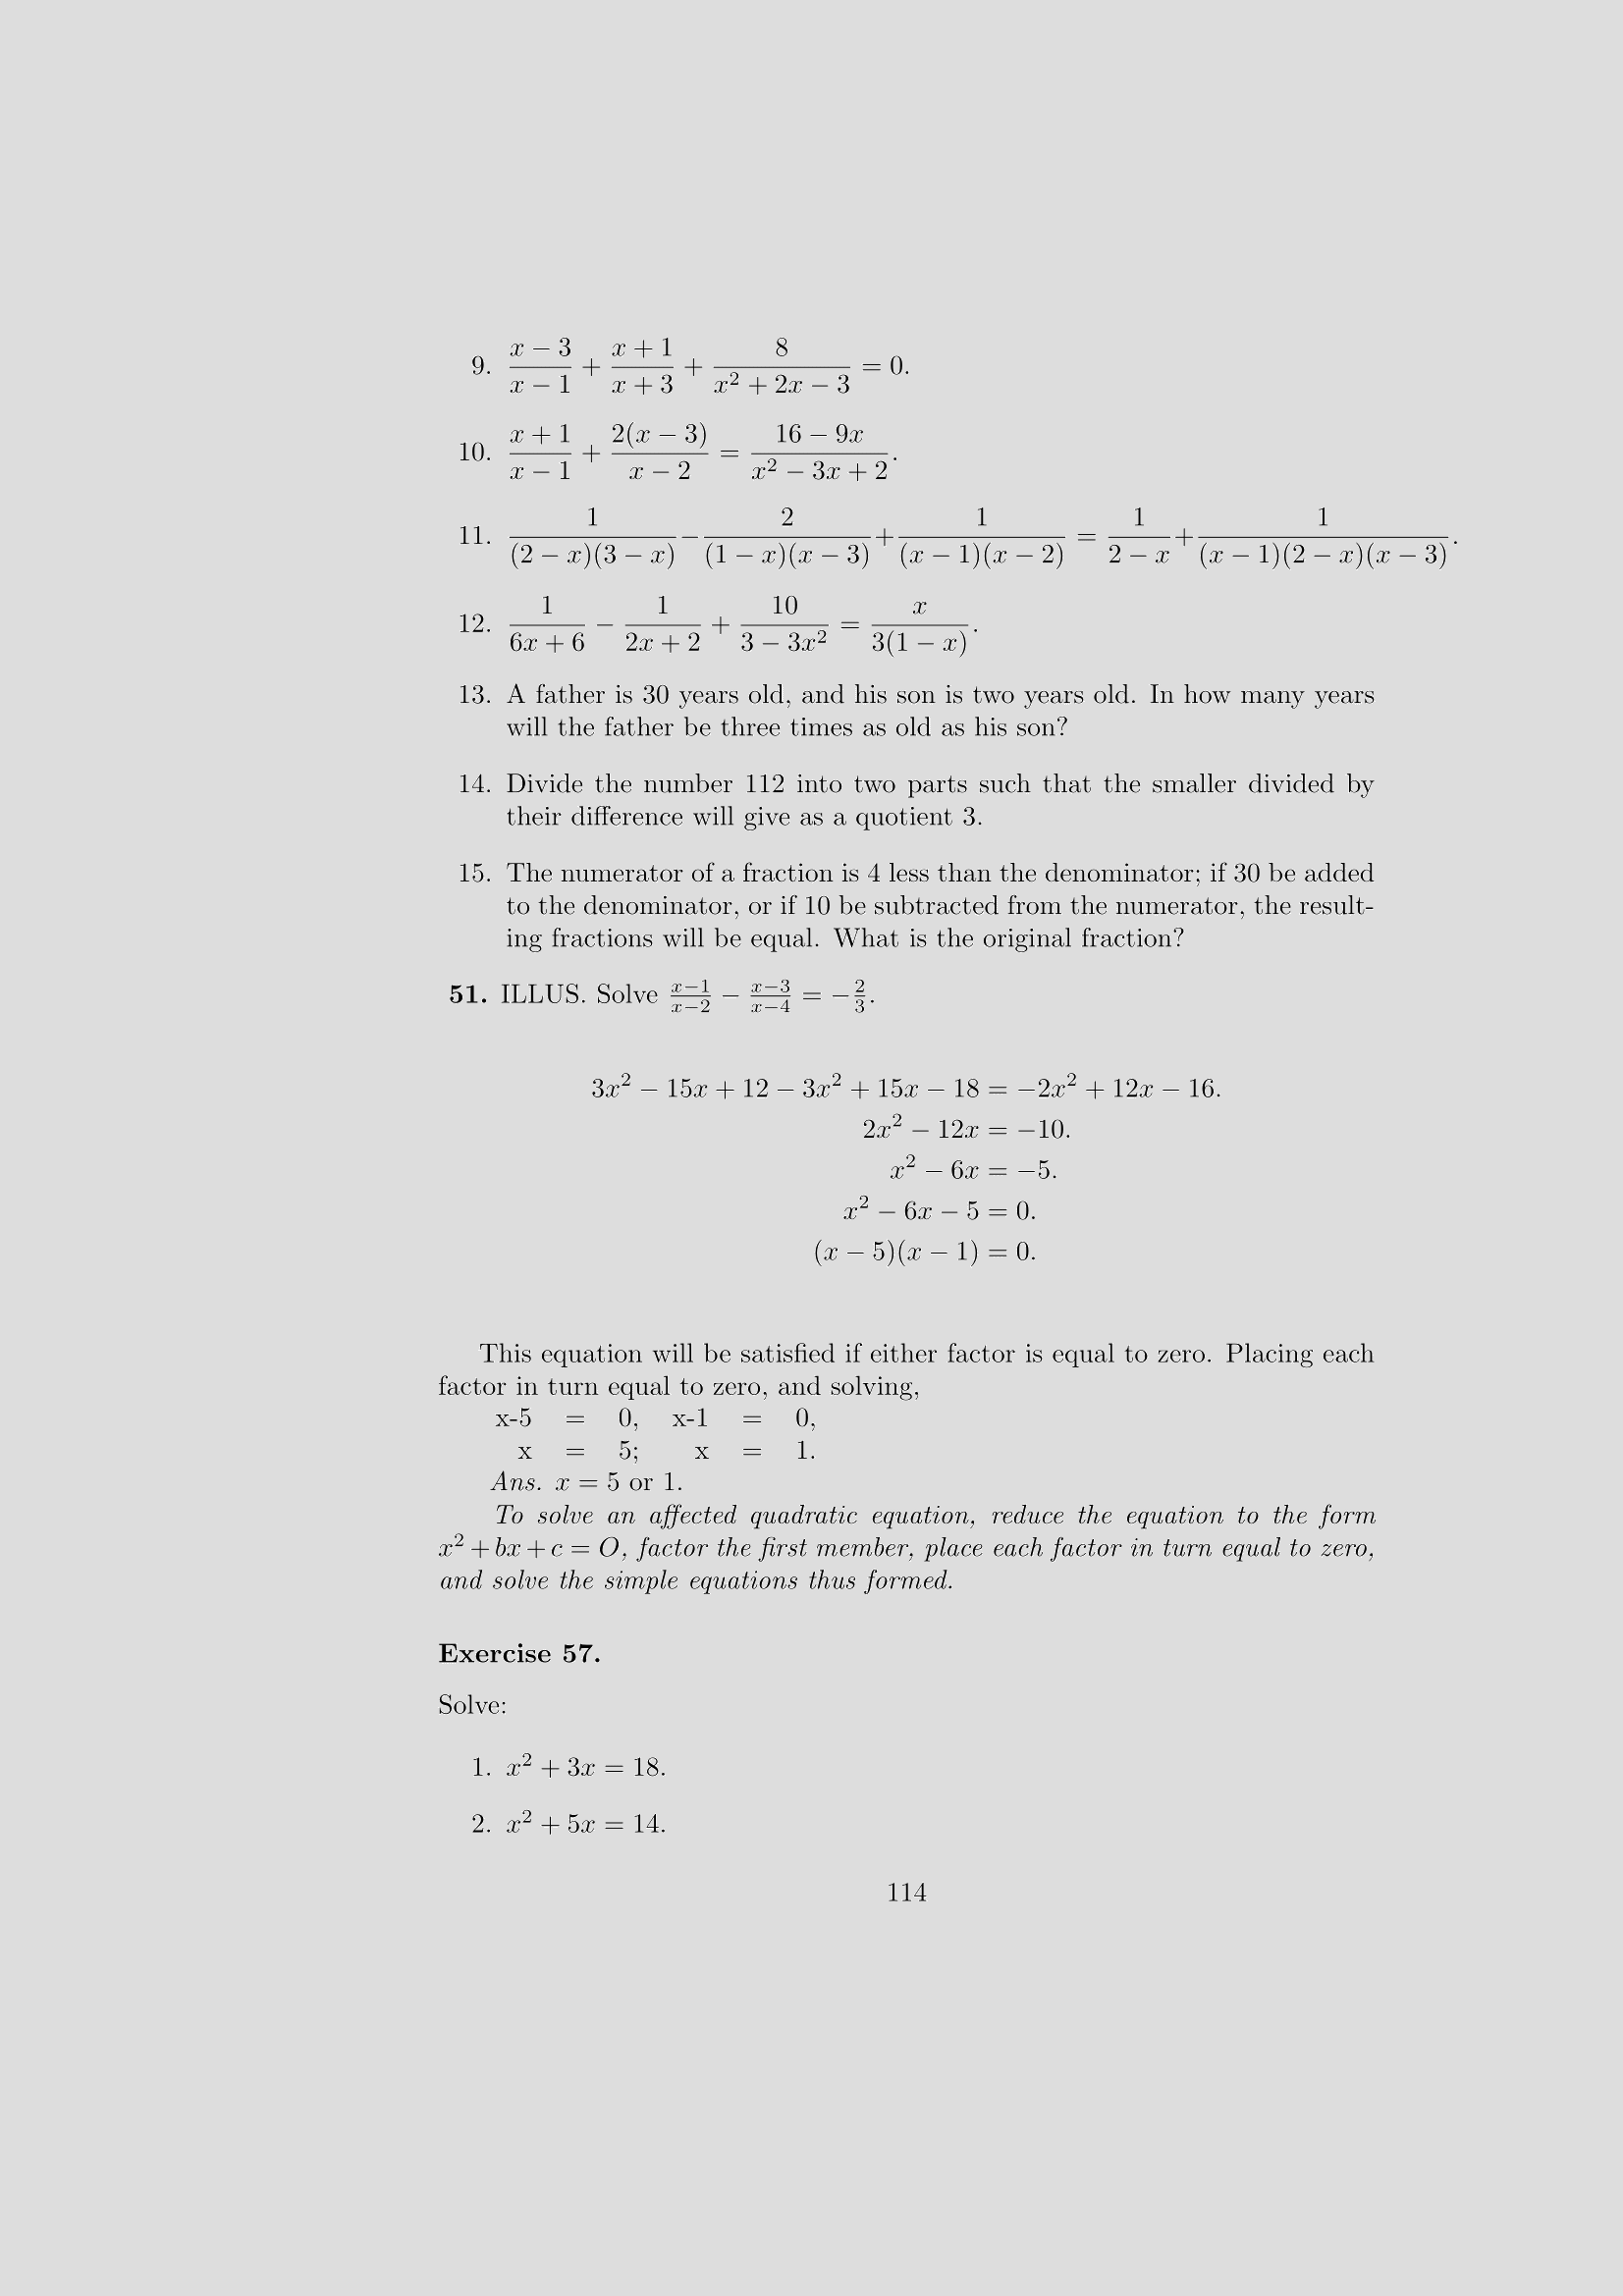 9. \frac{x-3}{x-1} + \frac{x+1}{x+3} + \frac{8}{x^2+2x-3} = 0.
10. \frac{x+1}{x-1} + \frac{2(x-3)}{x-2} = \frac{16-9x}{x^2-3x+2}.
11. \frac{1}{(2-x)(3-x)} - \frac{2}{(1-x)(x-3)} + \frac{1}{(x-1)(x-2)} = \frac{1}{2-x} + \frac{1}{(x-1)(2-x)(x-3)}.
12. \frac{1}{6x+6} - \frac{1}{2x+2} + \frac{10}{3-3x^2} = \frac{x}{3(1-x)}.
13. A father is 30 years old, and his son is two years old. In how many years
will the father be three times as old as his son?
14. Divide the number 112 into two parts such that the smaller divided by
their difference will give as a quotient 3.
15. The numerator of a fraction is 4 less than the denominator; if 30 be added
to the denominator, or if 10 be subtracted from the numerator, the result-
ing fractions will be equal. What is the original fraction?
51. ILLUS. Solve \frac{x-1}{x-2} - \frac{x-3}{x-4} = -\frac{2}{3}.
3x^2 - 15x + 12 - 3x^2 + 15x - 18 = -2x^2 + 12x - 16.
2x^2 - 12x = -10.
x^2 - 6x = -5.
x^2 - 6x - 5 = 0.
(x - 5)(x - 1) = 0.
This equation will be satisfied if either factor is equal to zero. Placing each
factor in turn equal to zero, and solving,
x-5 = 0, x-1 = 0,
x = 5; x = 1.
Ans. x = 5 or 1.
To solve an affected quadratic equation, reduce the equation to the form
x^2 + bx + c = O, factor the first member, place each factor in turn equal to zero,
and solve the simple equations thus formed.
Exercise 57.
Solve:
1. x^2 + 3x = 18.
2. x^2 + 5x = 14.
114